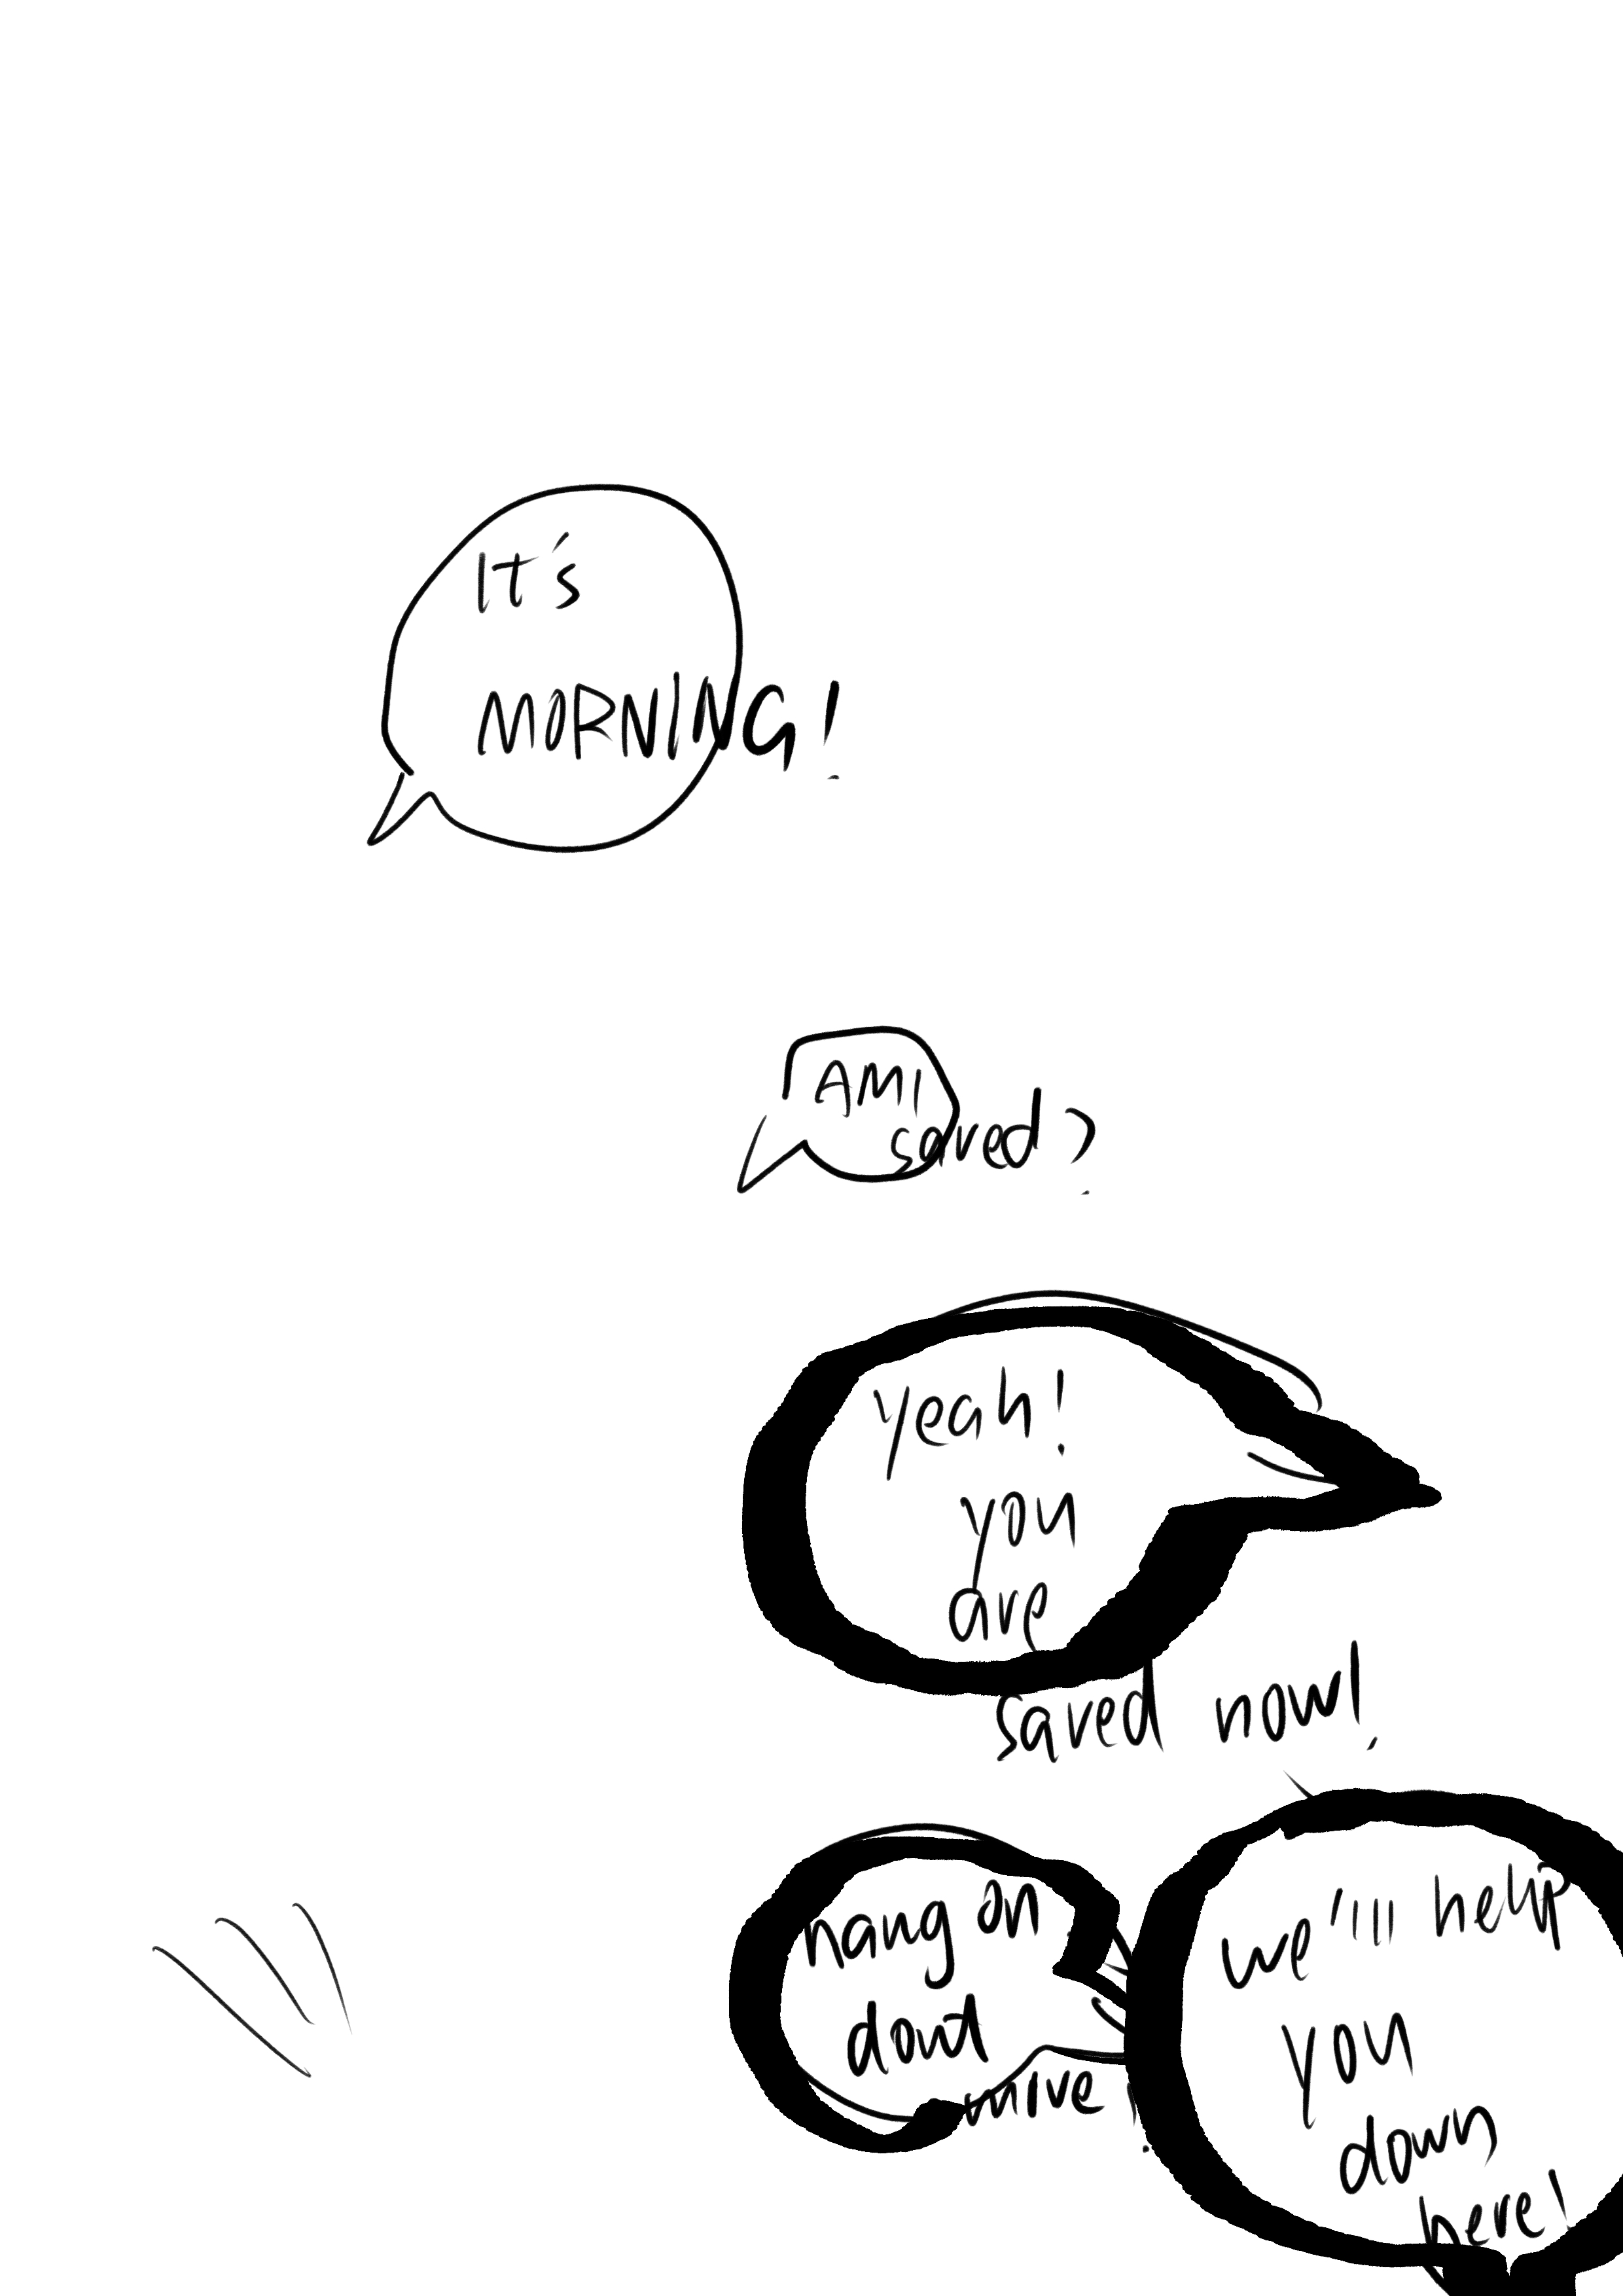 It's
MORNING!
AM I
saved?
yeah!
you
are
saved now!
hang on
dont
move!
we'll help
you
down
here!